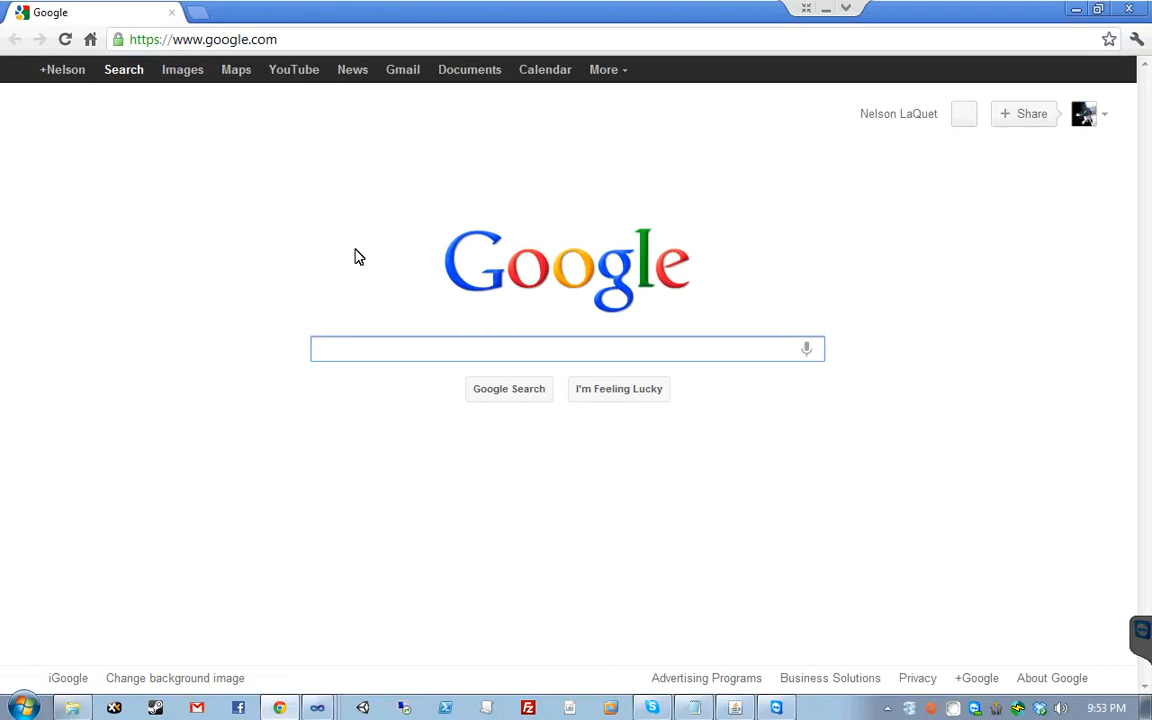 Google
https://www.google.com
+Nelson Search Images Maps YouTube News Gmail Documents Calendar More
Nelson LaQuet + Share
Google
Google Search I'm Feeling Lucky
iGoogle Change background image Advertising Programs Business Solutions Privacy +Google About Google
9:53 PM